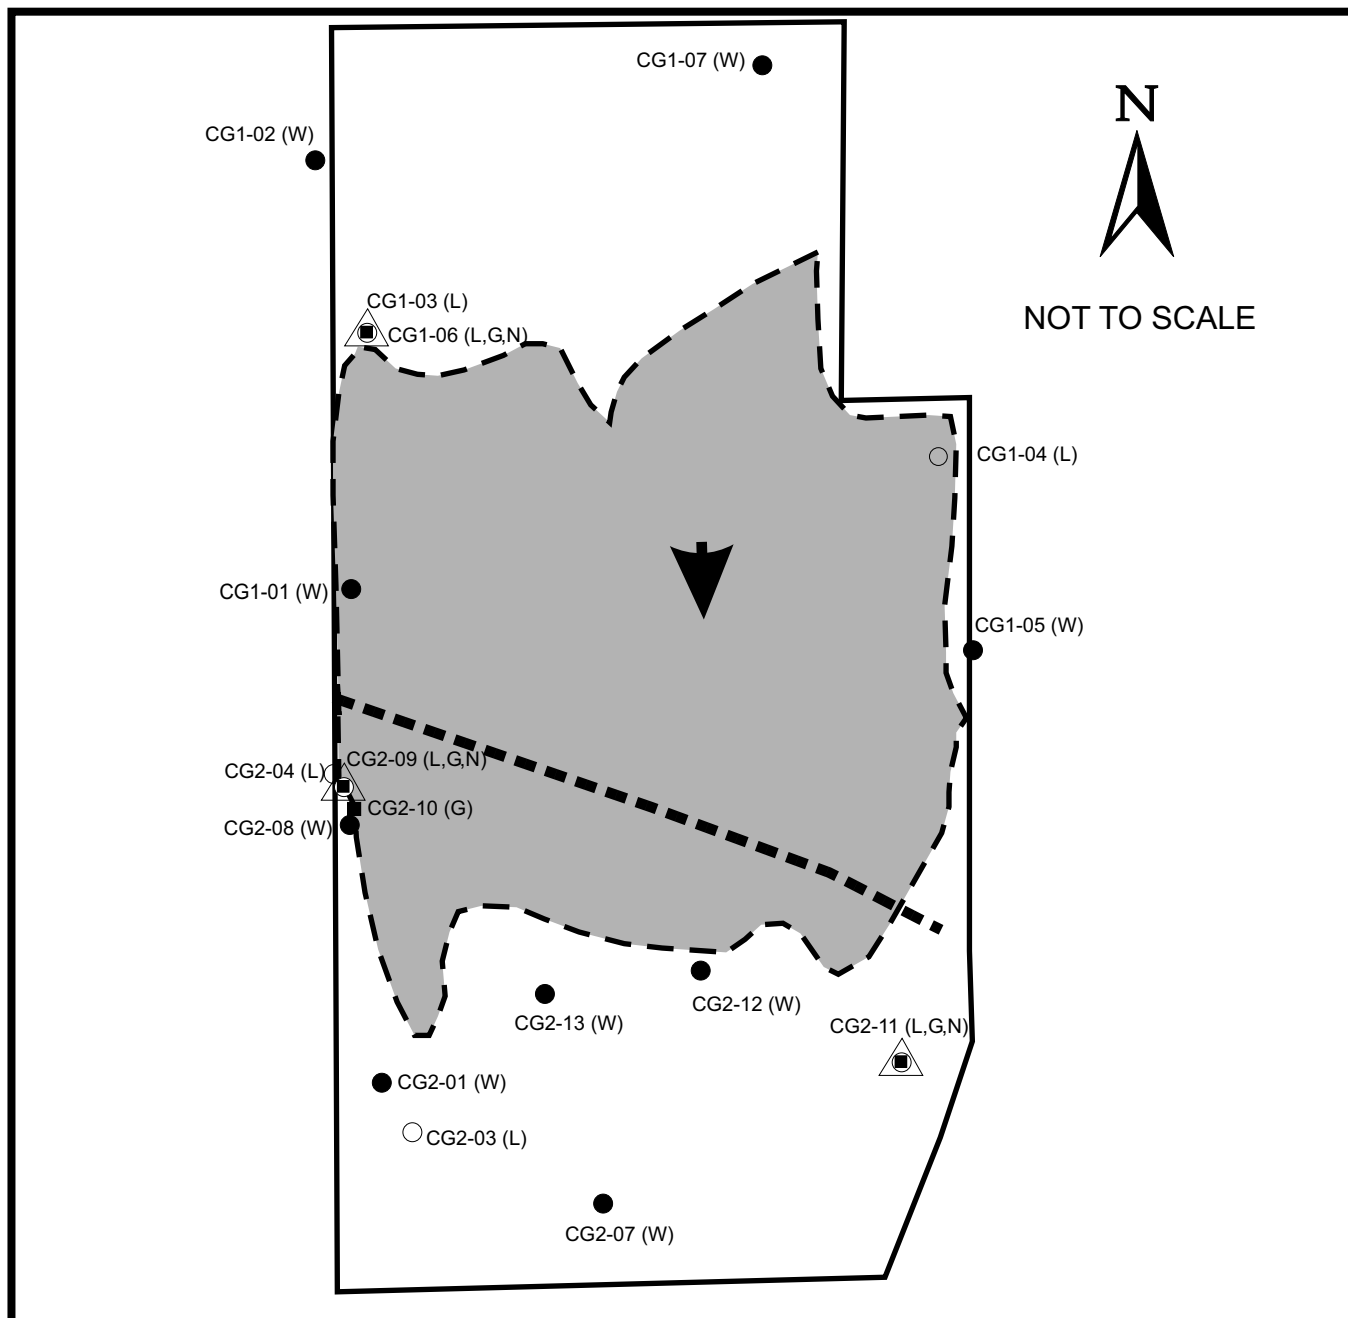 CG1-07 (W)
N
CG1-02 (W)
CG1-03 (L)
NOT TO SCALE
CG1-06 (L,G,N)
CG1-04 (L)
CG1-01 (W)
CG1-05 (W)
CG2-09 (L,G,N)
CG2-04 (L)
CG2-10 (G)
CG2-08 (W)
CG2-12 (W)
CG2-13 (W)
CG2-11 (L,G,N)
CG2-01 (W)
CG2-03 (L)
CG2-07 (W)